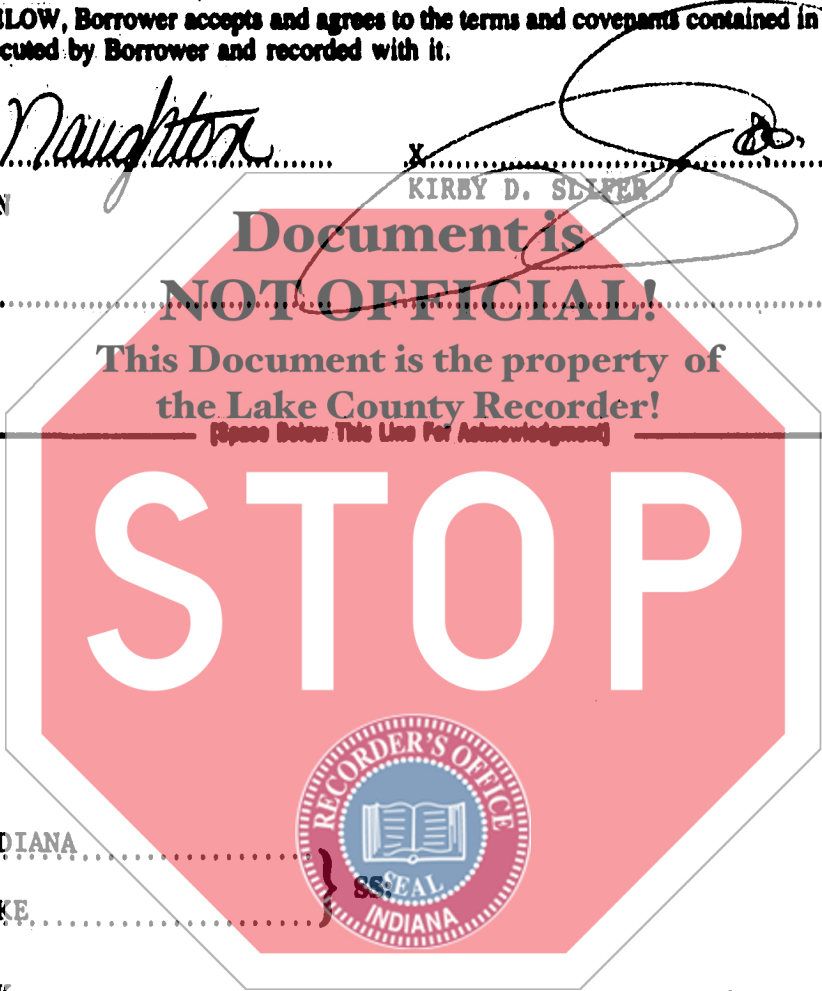 LOW, Borrower accepts and agrees to the terms and covenants contained in
cuted by Borrower and recorded with it.
Naughton
X
KIRBY D. SLIFER
N
Document is
NOT OFFICIAL!
This Document is the property of
the Lake County Recorder!
[Space Below This Line For Acknowledgment]
STOP
RECORDER'S OFFICE
SEAL
INDIANA
DIANA
SS:
KE